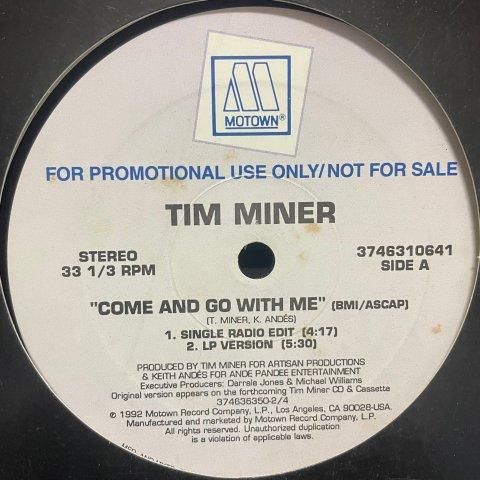 MOTOWN®
FOR PROMOTIONAL USE ONLY/NOT FOR SALE
TIM MINER
STEREO
33 1/3 RPM
3746310641
SIDE A
"COME AND GO WITH ME" (BMI/ASCAP)
(T. MINER, K. ANDÉS)
1. SINGLE RADIO EDIT (4:17)
2. LP VERSION (5:30)
PRODUCED BY TIM MINER FOR ARTISAN PRODUCTIONS
& KEITH ANDÉS FOR ANDE PANDEE ENTERTAINMENT
Executive Producers: Darrale Jones & Michael Williams
Original version appears on the forthcoming Tim Miner CD & Cassette
374636350-2/4
℗ 1992 Motown Record Company, L.P., Los Angeles, CA 90028-USA.
Manufactured and marketed by Motown Record Company, L.P.
All rights reserved. Unauthorized duplication
is a violation of applicable laws.